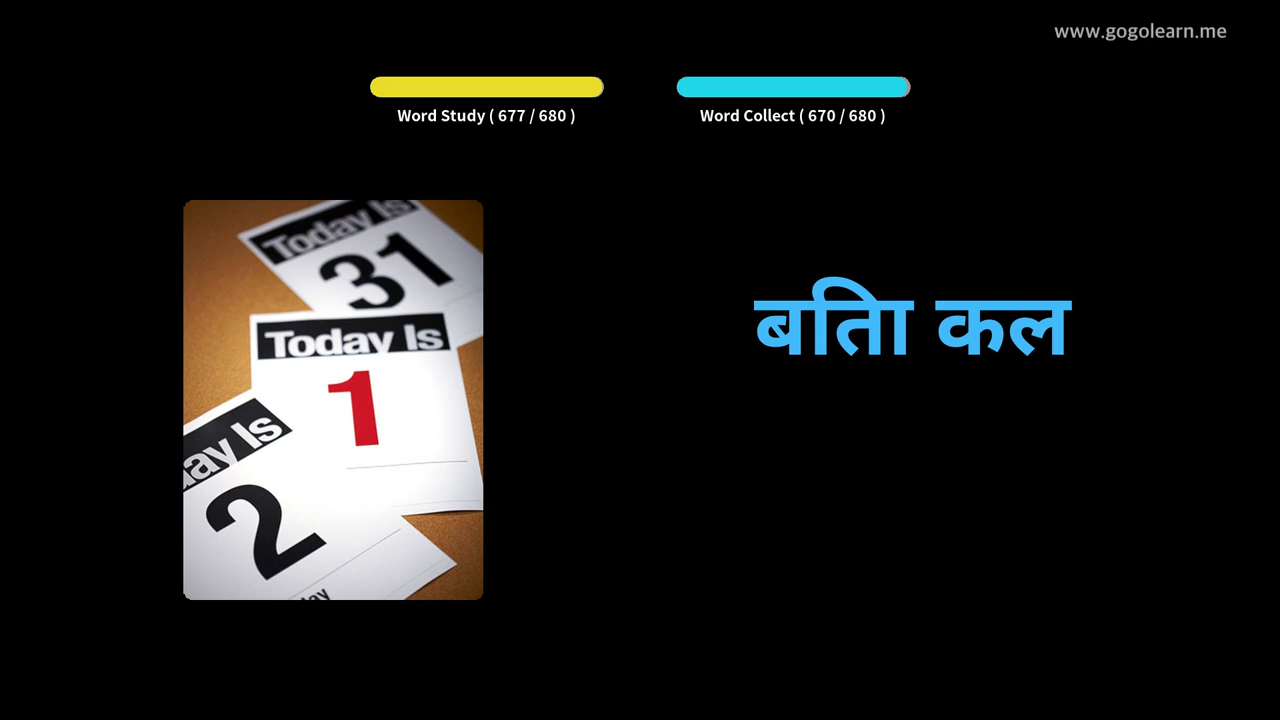 www.gogolearn.me
Word Study ( 677 / 680 )
Word Collect ( 670 / 680 )
Today Is
31
Today Is
1
ay Is
2
बतिा कल